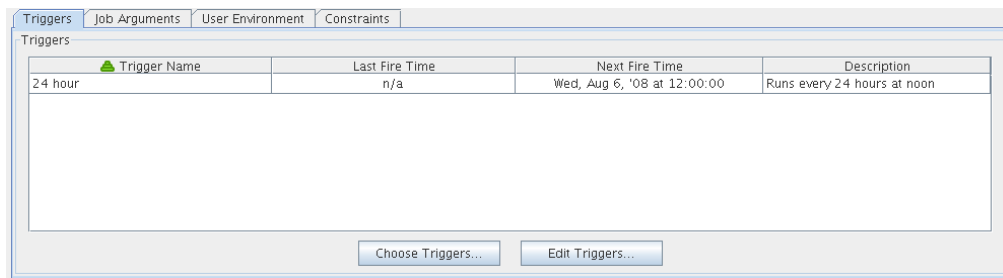 Triggers Job Arguments User Environment Constraints
Triggers
Trigger Name Last Fire Time Next Fire Time Description
24 hour n/a Wed, Aug 6, '08 at 12:00:00 Runs every 24 hours at noon
Choose Triggers... Edit Triggers...